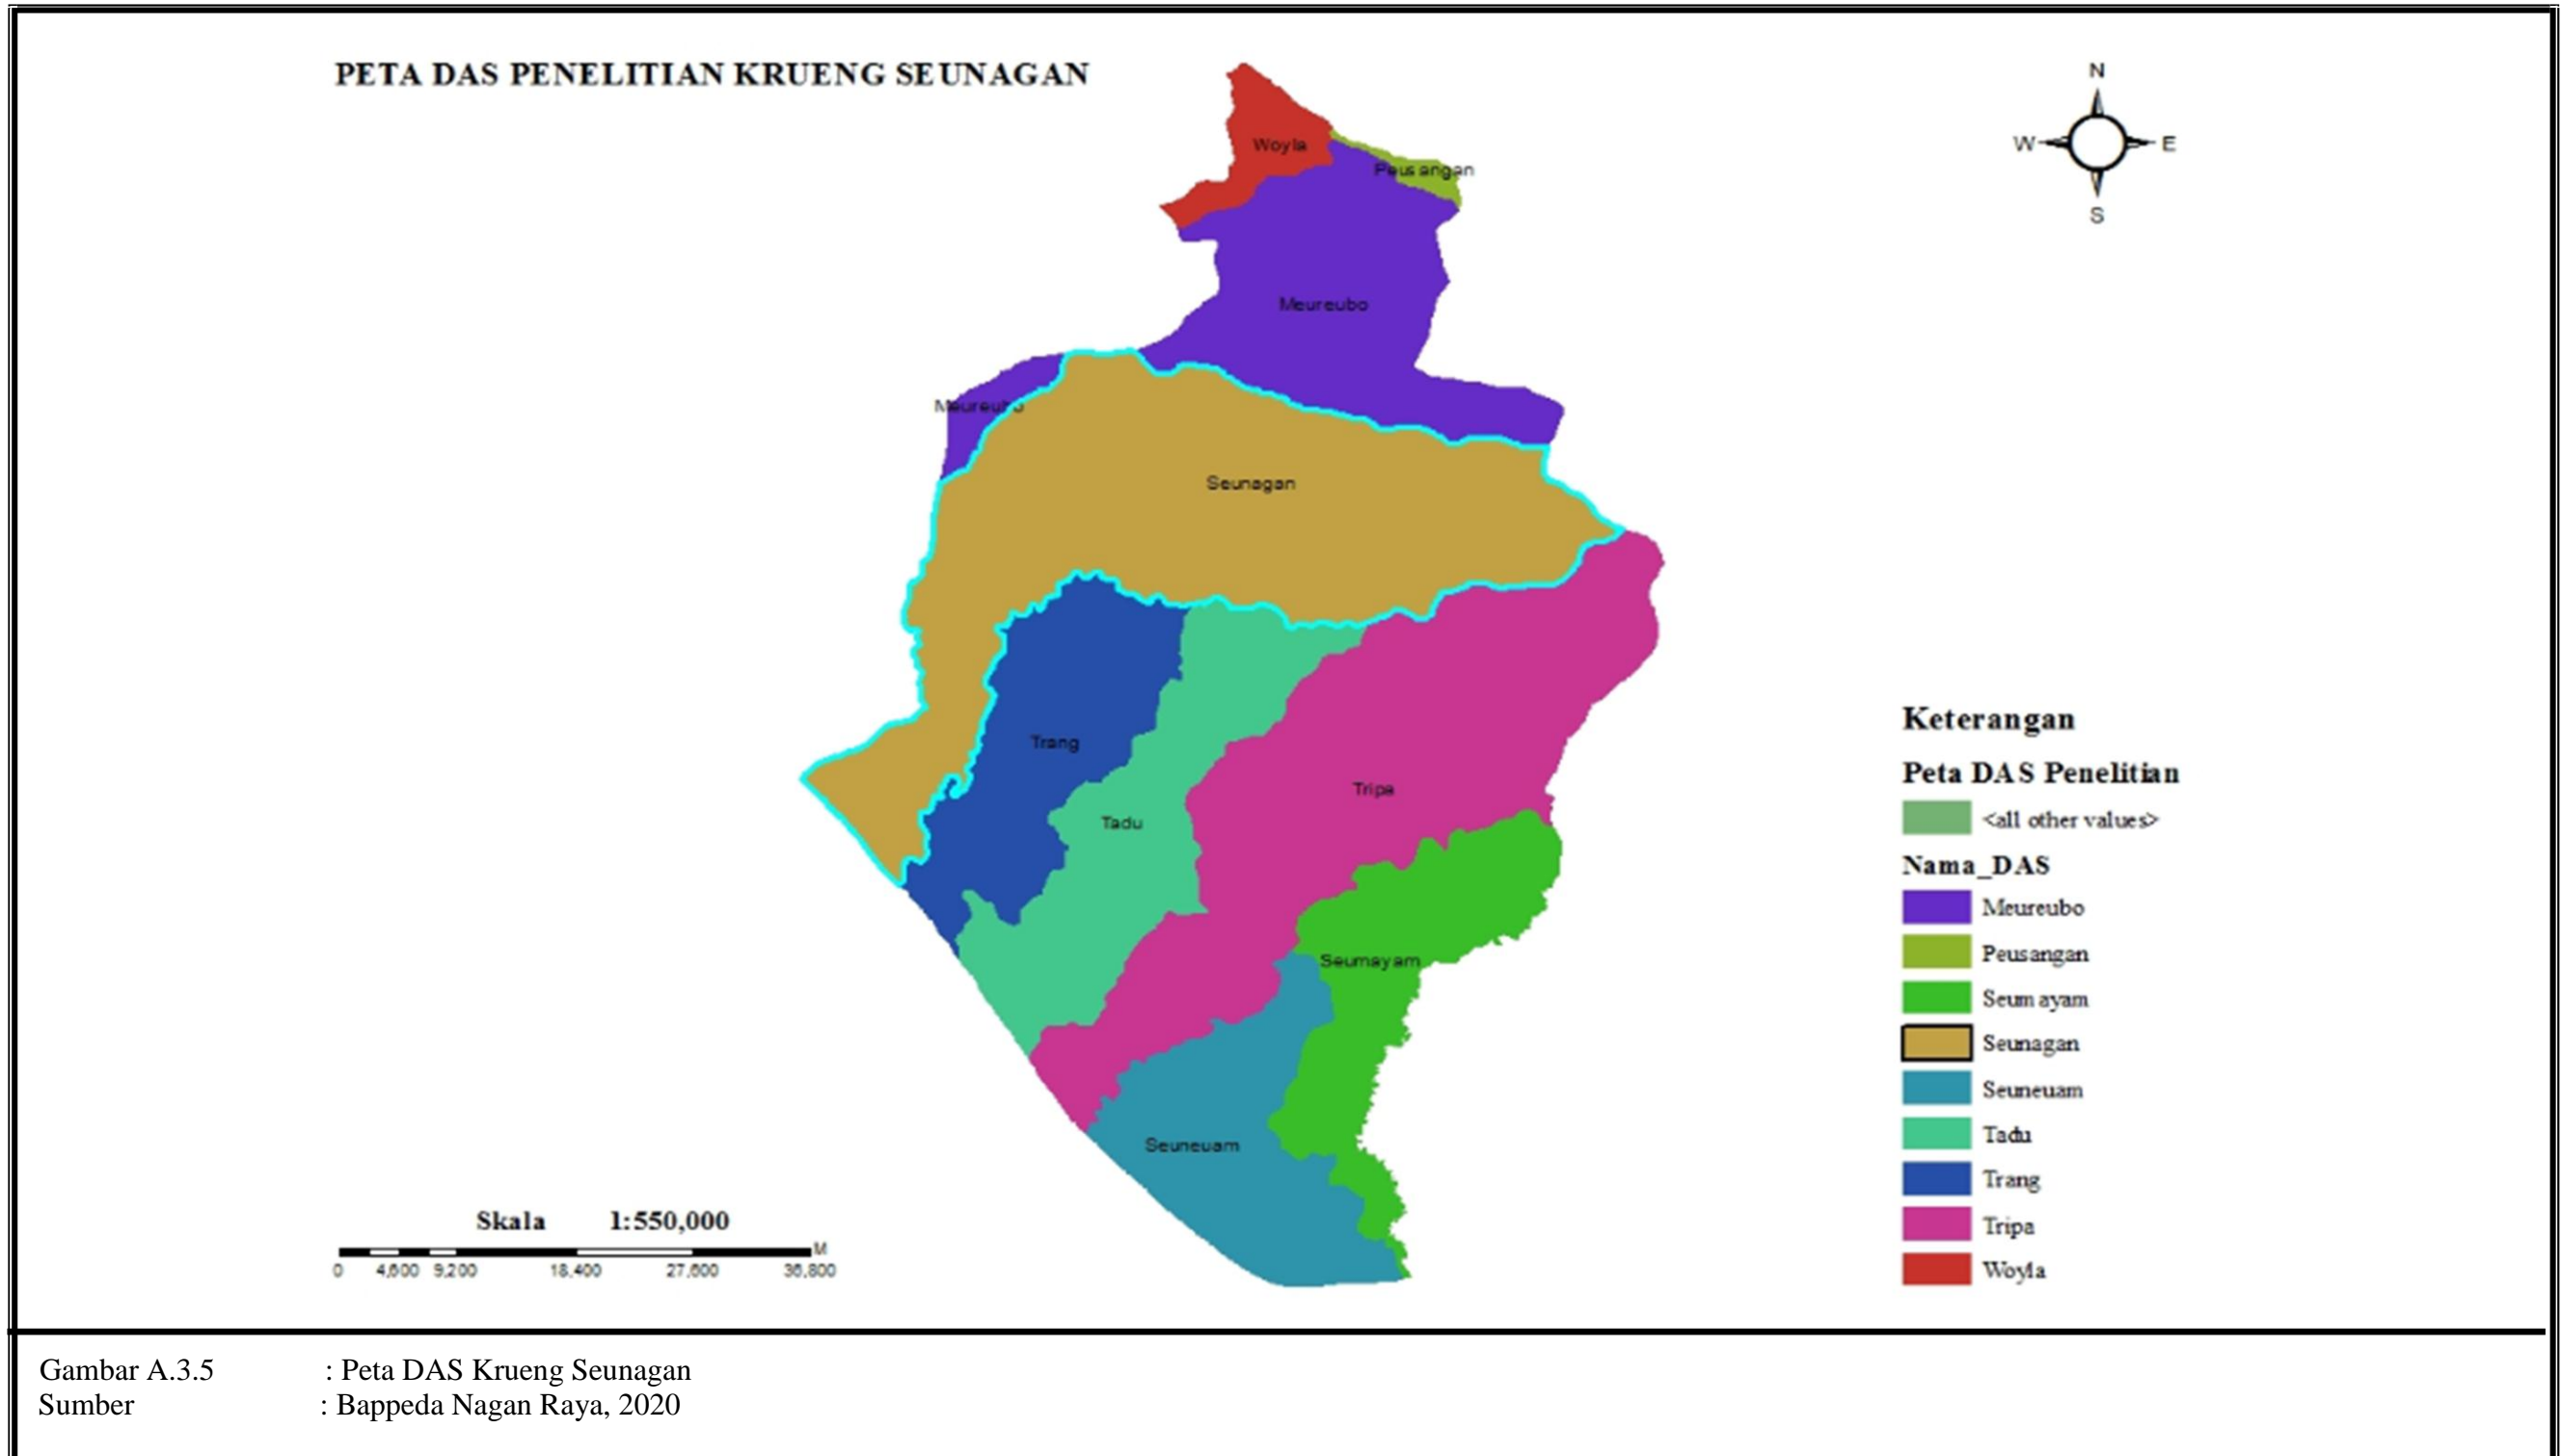 PETA DAS PENELITIAN KRUENG SEUNAGAN
N
W E
S
Woyla
Peusangan
Meureubo
Meureubo
Seunagan
Trang
Tripa
Tadu
Seumayam
Seuneuam
Keterangan
Peta DAS Penelitian
<all other values>
Nama_DAS
Meureubo
Peusangan
Seumayam
Seunagan
Seuneuam
Tadu
Trang
Tripa
Woyla
Skala 1:550,000
M
0 4,600 9,200 18,400 27,600 36,800
Gambar A.3.5 : Peta DAS Krueng Seunagan
Sumber : Bappeda Nagan Raya, 2020